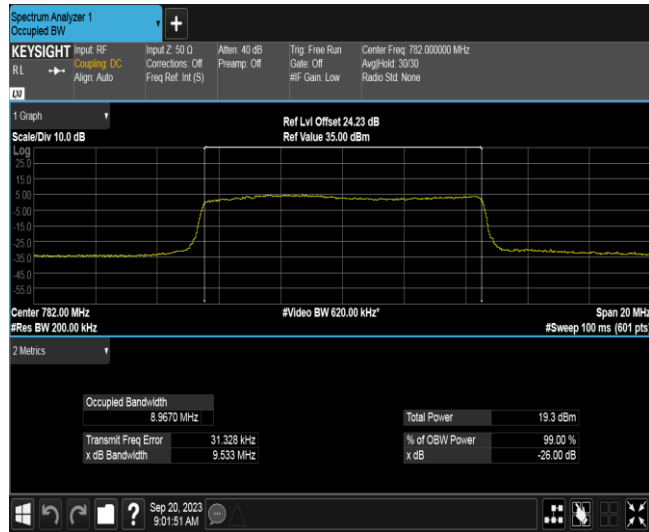 Spectrum Analyzer 1
Occupied BW
+
KEYSIGHT
RL
LXI
Input: RF
Coupling: DC
Align: Auto
Input Z: 50 Ω
Corrections: Off
Freq Ref: Int (S)
Atten: 40 dB
Preamp: Off
Trig: Free Run
Gate: Off
#IF Gain: Low
Center Freq: 782.000000 MHz
Avg|Hold: 30/30
Radio Std: None
1 Graph
Scale/Div 10.0 dB
Ref Lvl Offset 24.23 dB
Ref Value 35.00 dBm
Log
25.0
15.0
5.00
-5.00
-15.0
-25.0
-35.0
-45.0
-55.0
Center 782.00 MHz
#Res BW 200.00 kHz
#Video BW 620.00 kHz*
Span 20 MHz
#Sweep 100 ms (601 pts
2 Metrics
Occupied Bandwidth
8.9670 MHz
Total Power 19.3 dBm
Transmit Freq Error 31.328 kHz
% of OBW Power 99.00 %
x dB Bandwidth 9.533 MHz
x dB -26.00 dB
?
Sep 20, 2023
9:01:51 AM